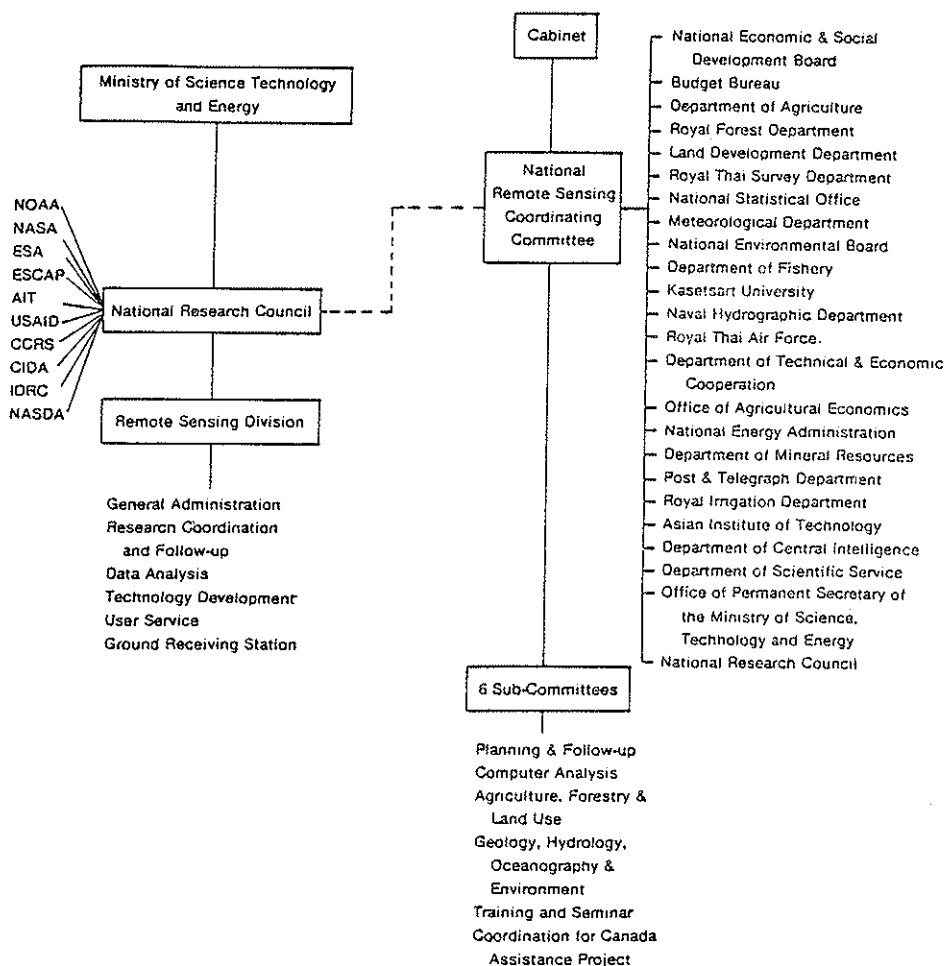 Cabinet
Ministry of Science Technology
and Energy
National
Remote Sensing
Coordinating
Committee
NOAA
NASA
ESA
ESCAP
AIT
USAID
CCRS
CIDA
IDRC
NASDA
National Research Council
Remote Sensing Division
General Administration
Research Coordination
and Follow-up
Data Analysis
Technology Development
User Service
Ground Receiving Station
National Economic & Social
Development Board
Budget Bureau
Department of Agriculture
Royal Forest Department
Land Development Department
Royal Thai Survey Department
National Statistical Office
Meteorological Department
National Environmental Board
Department of Fishery
Kasetsart University
Naval Hydrographic Department
Royal Thai Air Force.
Department of Technical & Economic
Cooperation
Office of Agricultural Economics
National Energy Administration
Department of Mineral Resources
Post & Telegraph Department
Royal Irrigation Department
Asian Institute of Technology
Department of Central Intelligence
Department of Scientific Service
Office of Permanent Secretary of
the Ministry of Science,
Technology and Energy
National Research Council
6 Sub-Committees
Planning & Follow-up
Computer Analysis
Agriculture, Forestry &
Land Use
Geology, Hydrology,
Oceanography &
Environment
Training and Seminar
Coordination for Canada
Assistance Project